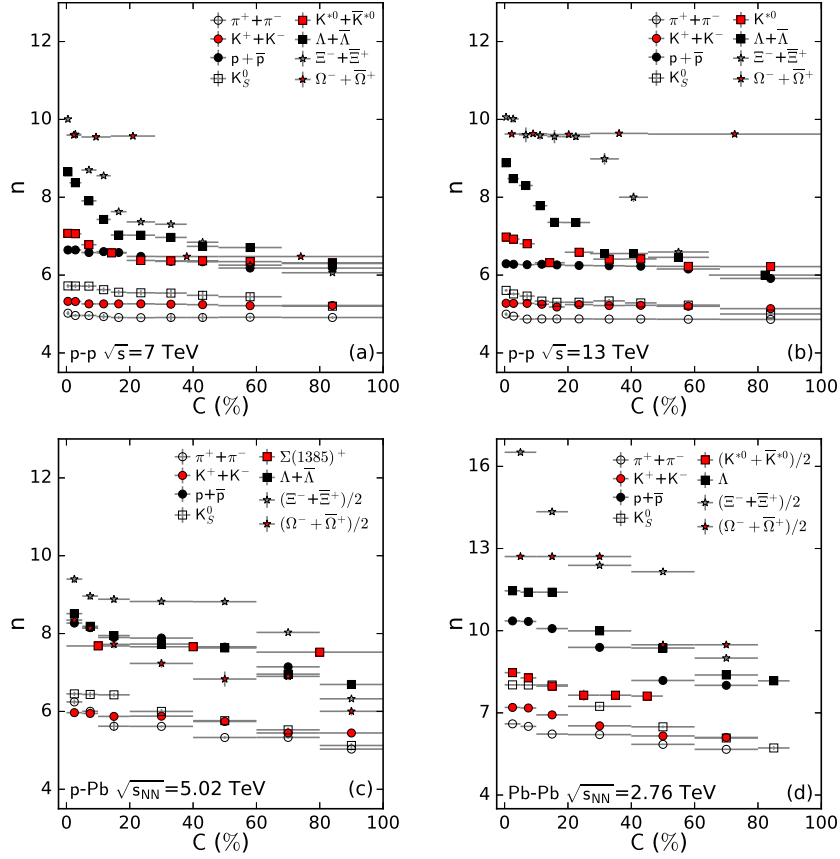 π⁺+π⁻ K*⁰+K̅*⁰
K⁺+K⁻ Λ+Λ̅
p+p̅ Ξ⁻+Ξ̅⁺
K⁰_S Ω⁻+Ω̅⁺
12
10
8
6
4
n
p-p √s=7 TeV (a)
0 20 40 60 80 100
C (%)
π⁺+π⁻ K*⁰
K⁺+K⁻ Λ+Λ̅
p+p̅ Ξ⁻+Ξ̅⁺
K⁰_S Ω⁻+Ω̅⁺
12
10
8
6
4
n
p-p √s=13 TeV (b)
0 20 40 60 80 100
C (%)
π⁺+π⁻ Σ(1385)⁺
K⁺+K⁻ Λ+Λ̅
p+p̅ (Ξ⁻+Ξ̅⁺)/2
K⁰_S (Ω⁻+Ω̅⁺)/2
12
10
8
6
4
n
p-Pb √s_NN=5.02 TeV (c)
0 20 40 60 80 100
C (%)
π⁺+π⁻ (K*⁰+K̅*⁰)/2
K⁺+K⁻ Λ
p+p̅ (Ξ⁻+Ξ̅⁺)/2
K⁰_S (Ω⁻+Ω̅⁺)/2
16
13
10
7
4
n
Pb-Pb √s_NN=2.76 TeV (d)
0 20 40 60 80 100
C (%)